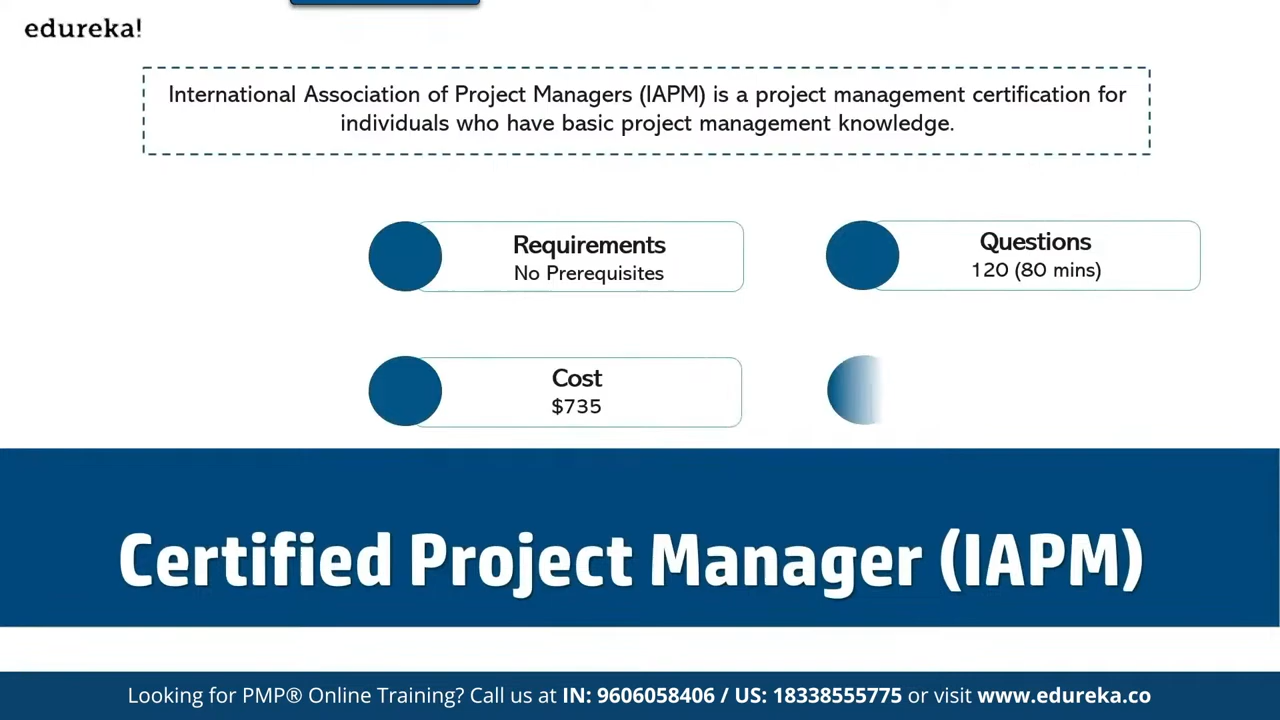 edureka!
International Association of Project Managers (IAPM) is a project management certification for
individuals who have basic project management knowledge.
Requirements
No Prerequisites
Questions
120 (80 mins)
Cost
$735
Certified Project Manager (IAPM)
Looking for PMP® Online Training? Call us at IN: 9606058406 / US: 18338555775 or visit www.edureka.co